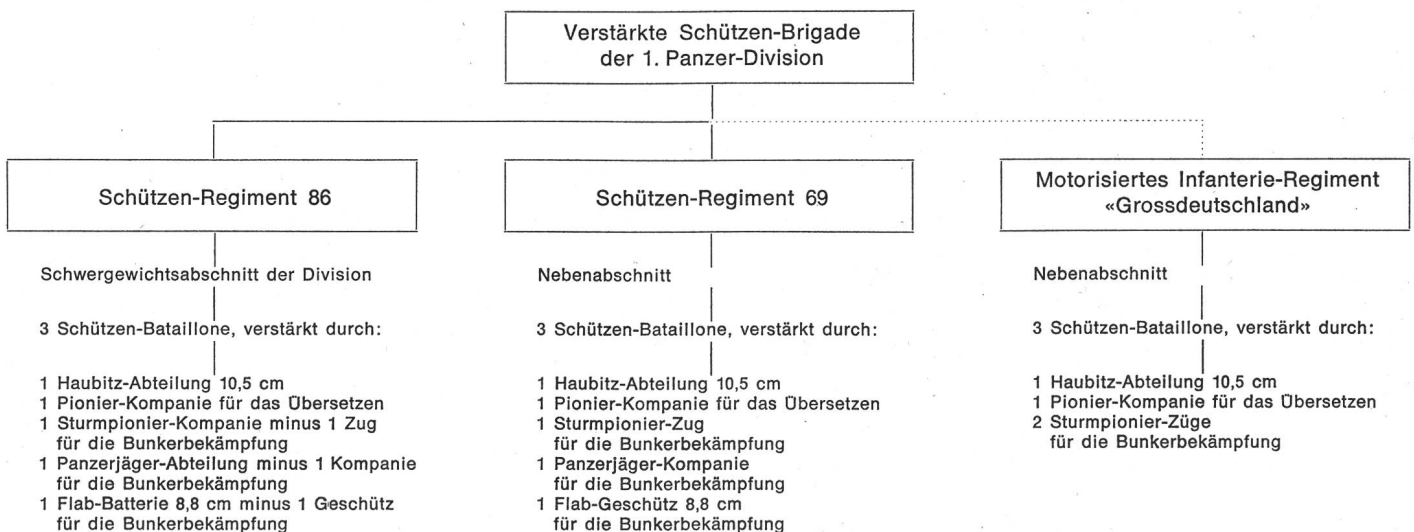 Verstärkte Schützen-Brigade
der 1. Panzer-Division
Schützen-Regiment 86
Schwergewichtsabschnitt der Division
3 Schützen-Bataillone, verstärkt durch:
1 Haubitz-Abteilung 10,5 cm
1 Pionier-Kompanie für das Übersetzen
1 Sturmpionier-Kompanie minus 1 Zug
für die Bunkerbekämpfung
1 Panzerjäger-Abteilung minus 1 Kompanie
für die Bunkerbekämpfung
1 Flab-Batterie 8,8 cm minus 1 Geschütz
für die Bunkerbekämpfung
Schützen-Regiment 69
Nebenabschnitt
3 Schützen-Bataillone, verstärkt durch:
1 Haubitz-Abteilung 10,5 cm
1 Pionier-Kompanie für das Übersetzen
1 Sturmpionier-Zug
für die Bunkerbekämpfung
1 Panzerjäger-Kompanie
für die Bunkerbekämpfung
1 Flab-Geschütz 8,8 cm
für die Bunkerbekämpfung
Motorisiertes Infanterie-Regiment
«Grossdeutschland»
Nebenabschnitt
3 Schützen-Bataillone, verstärkt durch:
1 Haubitz-Abteilung 10,5 cm
1 Pionier-Kompanie für das Übersetzen
2 Sturmpionier-Züge
für die Bunkerbekämpfung